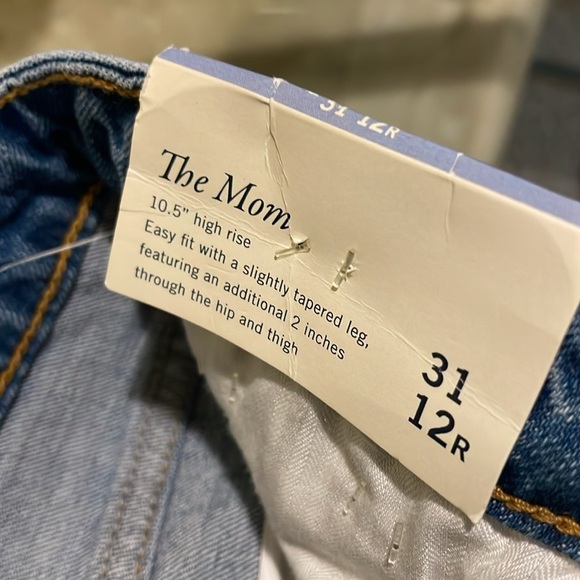 31 12R
The Mom
10.5" high rise
Easy fit with a slightly tapered leg,
featuring an additional 2 inches
through the hip and thigh
31
12R